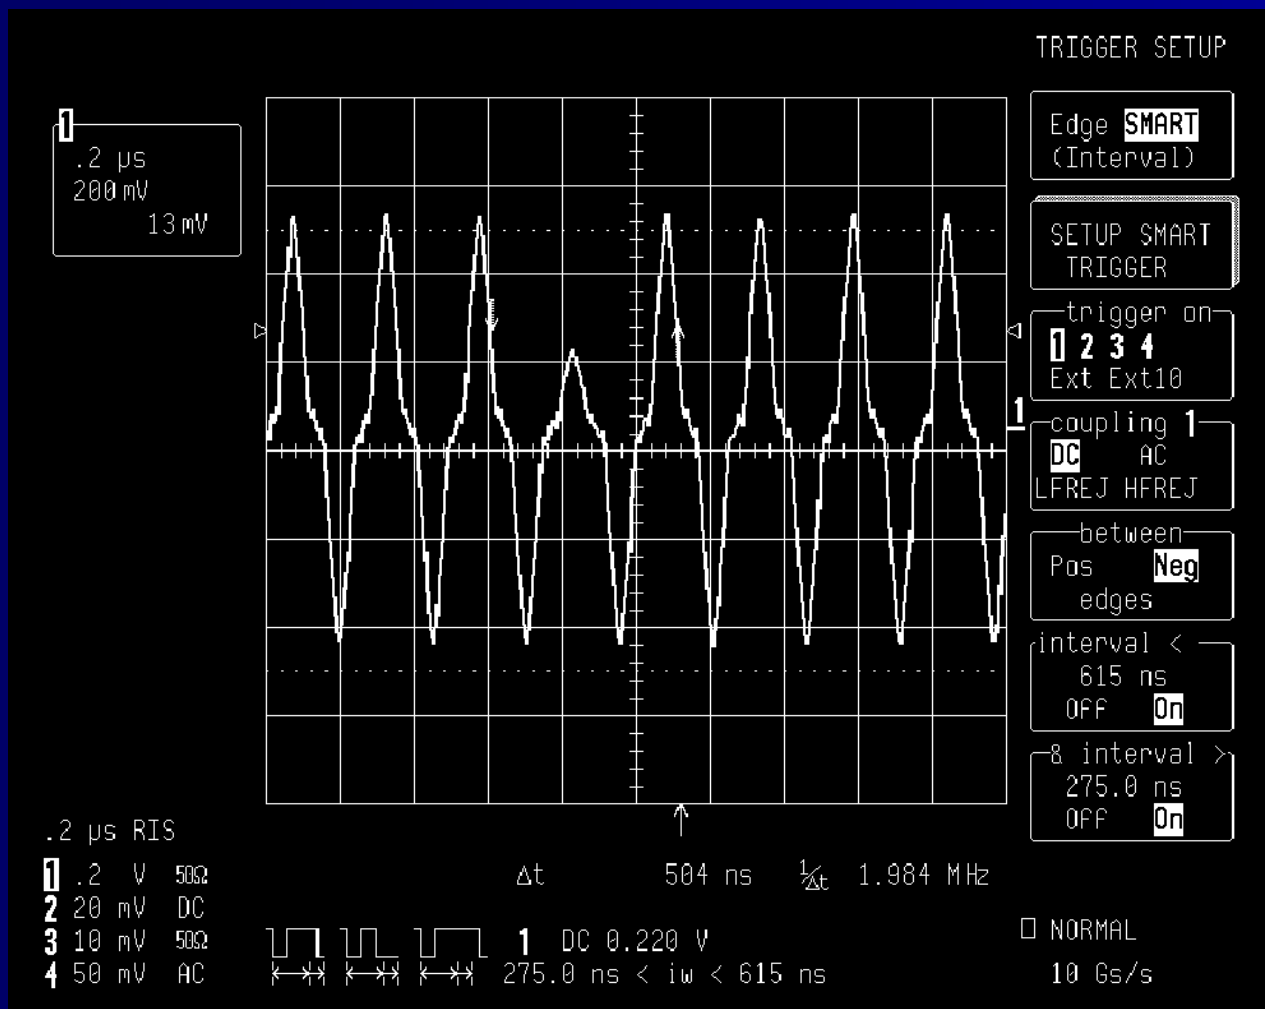 TRIGGER SETUP
1
.2 µs
200 mV
13 mV
Edge SMART
(Interval)
SETUP SMART
TRIGGER
trigger on
1 2 3 4
Ext Ext10
1
coupling 1
DC AC
LFREJ HFREJ
between
Pos Neg
edges
interval <
615 ns
Off On
& interval >
275.0 ns
Off On
.2 µs RIS
1 .2 V 50Ω
2 20 mV DC
3 10 mV 50Ω
4 50 mV AC
Δt 504 ns 1/Δt 1.984 MHz
1 DC 0.220 V
275.0 ns < iw < 615 ns
□ NORMAL
10 Gs/s